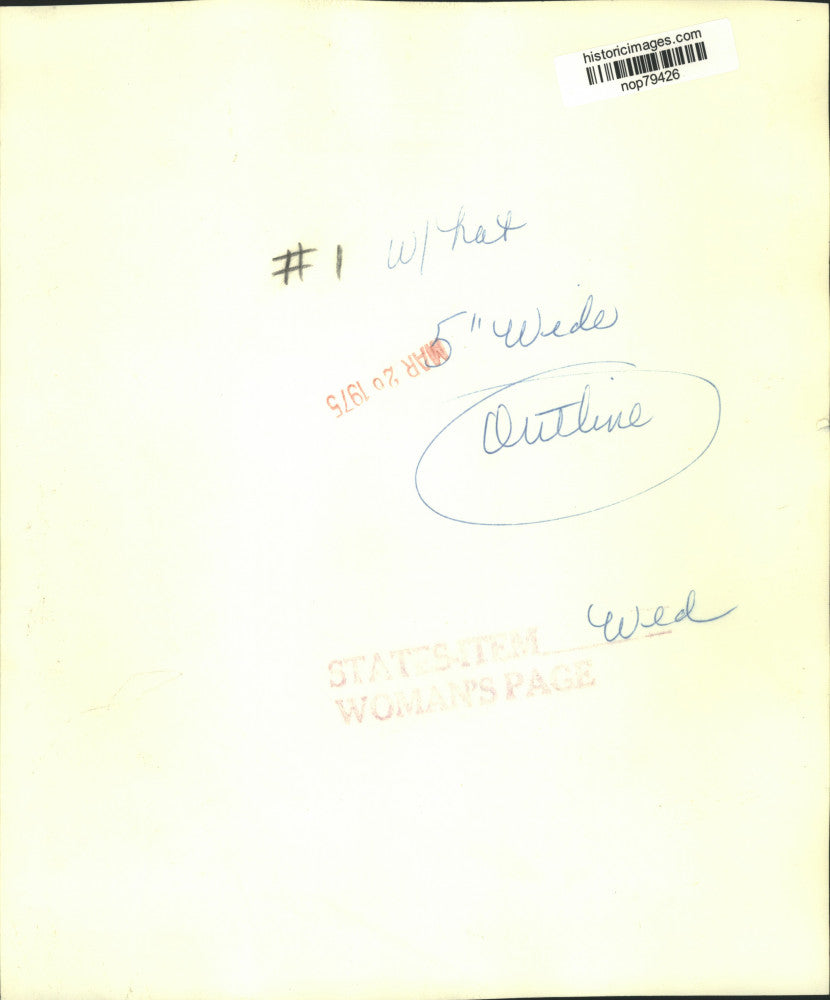 historicimages.com
nop79426
#1 w/hat
5" Wide
MAR 20 1975
Outline
Wed
STATES-ITEM
WOMAN'S PAGE